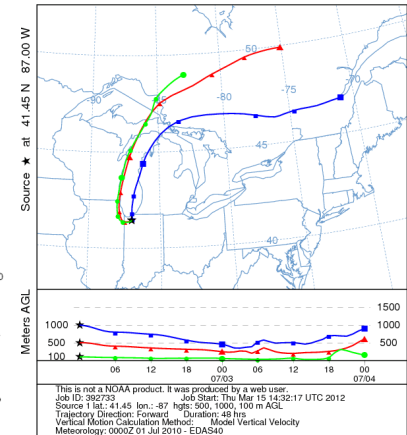 Source ★ at 41.45 N 87.00 W
50
-90
-80
-75
-70
45
40
Meters AGL
1500
1000
1000
500
500
100
06
12
18
00
06
12
18
00
07/03
07/04
This is not a NOAA product. It was produced by a web user.
Job ID: 392733 Job Start: Thu Mar 15 14:32:17 UTC 2012
Source 1 lat.: 41.45 lon.: -87 hgts: 500, 1000, 100 m AGL
Trajectory Direction: Forward Duration: 48 hrs
Vertical Motion Calculation Method: Model Vertical Velocity
Meteorology: 0000Z 01 Jul 2010 - EDAS40